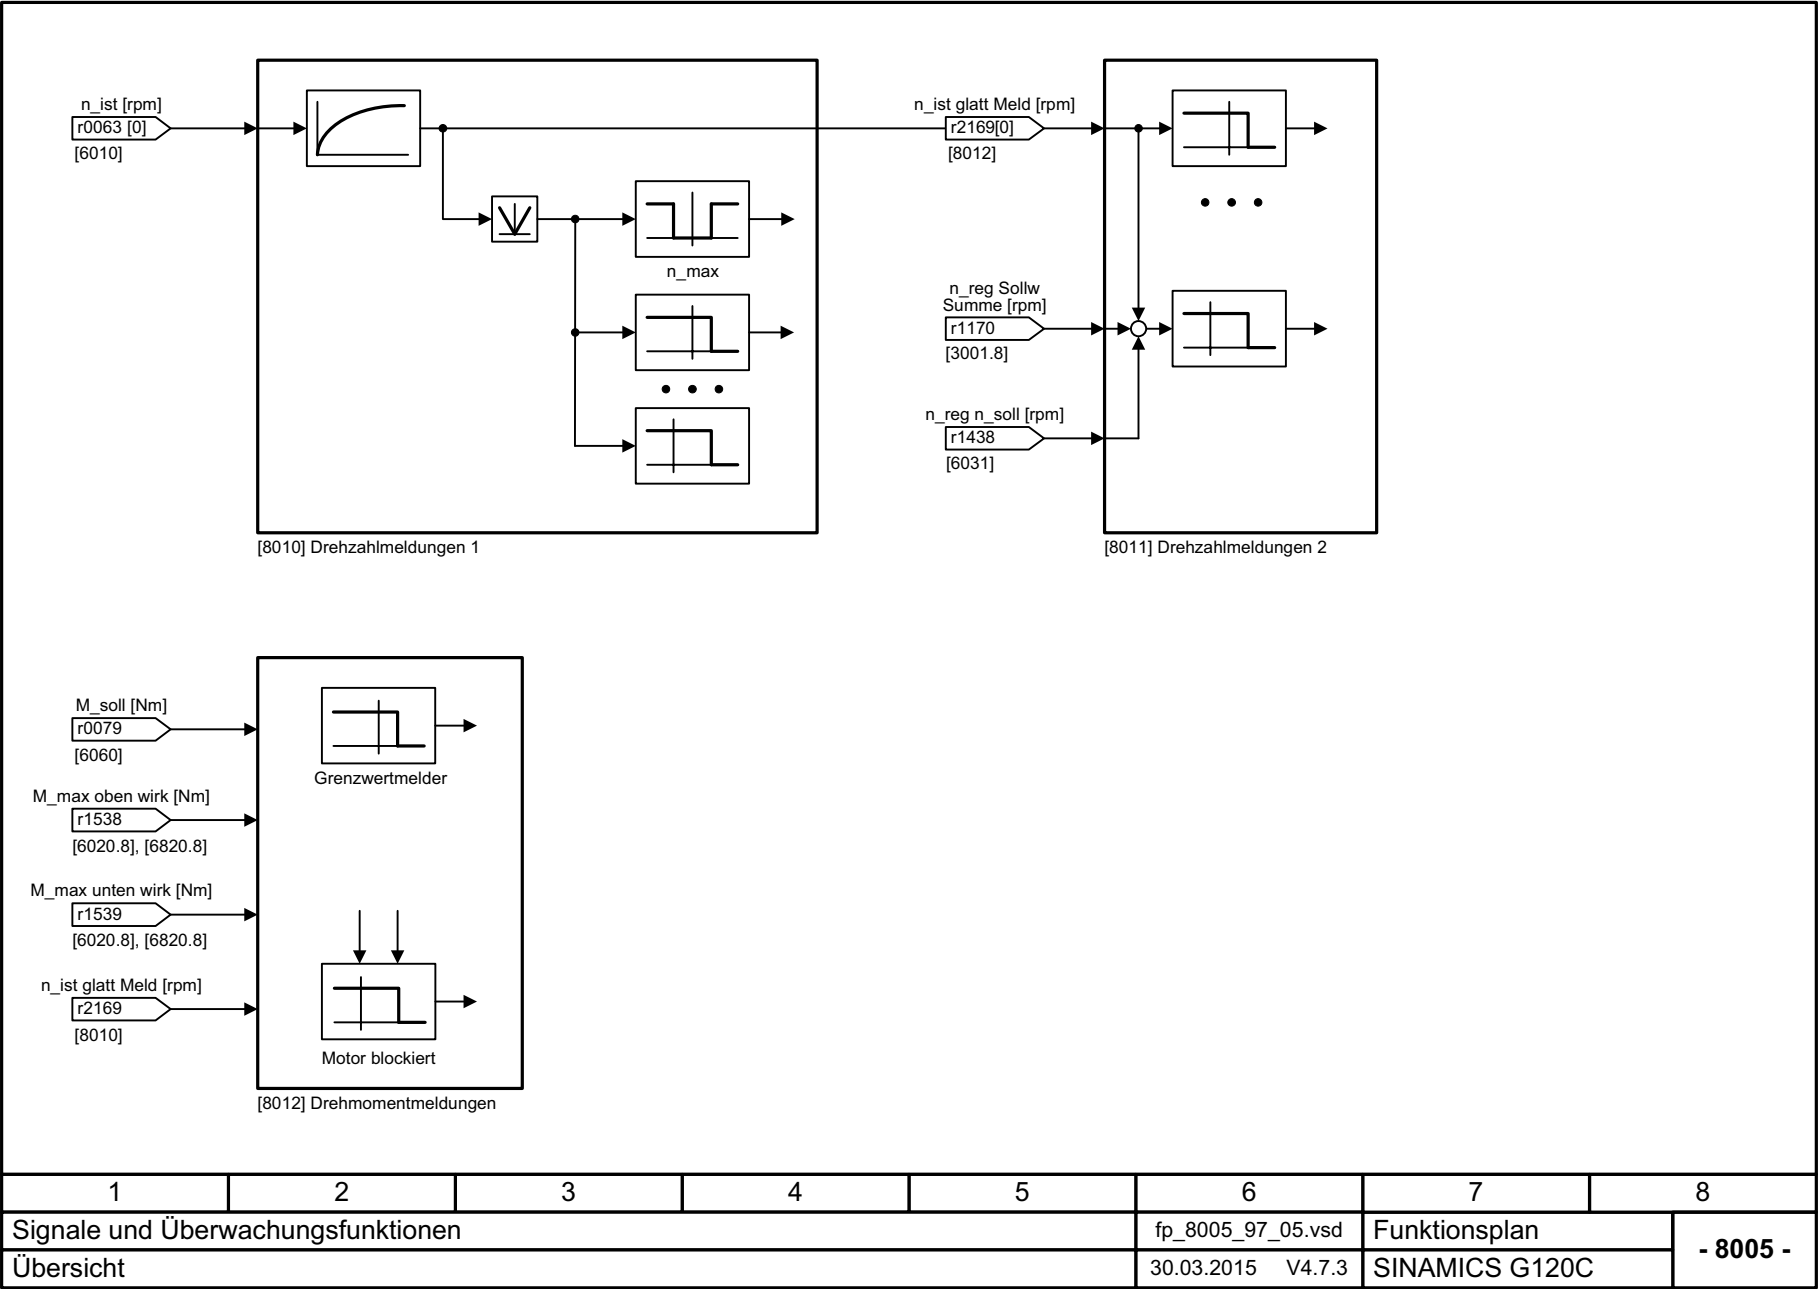 n_ist [rpm]
r0063 [0]
[6010]
n_max
[8010] Drehzahlmeldungen 1
n_ist glatt Meld [rpm]
r2169[0]
[8012]
n_reg Sollw
Summe [rpm]
r1170
[3001.8]
n_reg n_soll [rpm]
r1438
[6031]
[8011] Drehzahlmeldungen 2
M_soll [Nm]
r0079
[6060]
M_max oben wirk [Nm]
r1538
[6020.8], [6820.8]
M_max unten wirk [Nm]
r1539
[6020.8], [6820.8]
n_ist glatt Meld [rpm]
r2169
[8010]
Grenzwertmelder
Motor blockiert
[8012] Drehmomentmeldungen
1 2 3 4 5 6 7 8
Signale und Überwachungsfunktionen
fp_8005_97_05.vsd
Funktionsplan
- 8005 -
Übersicht
30.03.2015 V4.7.3
SINAMICS G120C